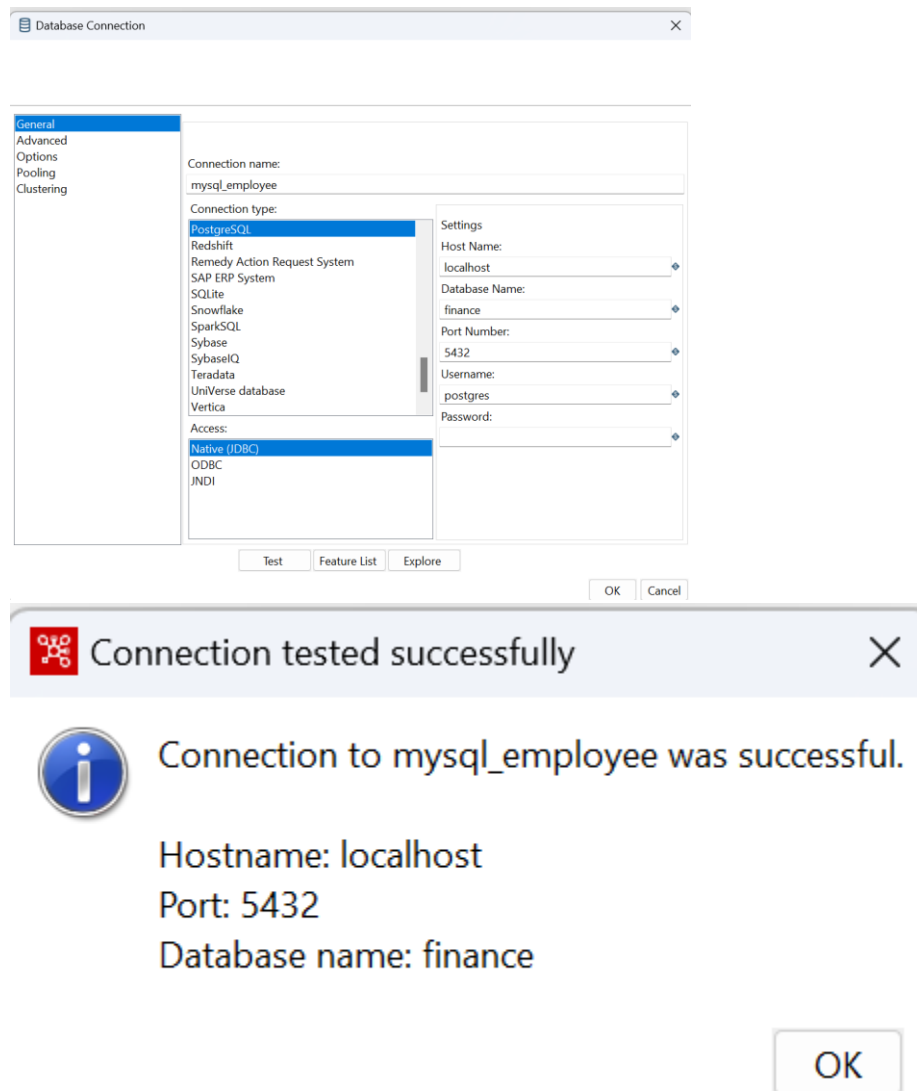 Database Connection
General
Advanced
Options
Pooling
Clustering
Connection name:
mysql_employee
Connection type:
PostgreSQL
Redshift
Remedy Action Request System
SAP ERP System
SQLite
Snowflake
SparkSQL
Sybase
SybaseIQ
Teradata
UniVerse database
Vertica
Access:
Native (JDBC)
ODBC
JNDI
Settings
Host Name:
localhost
Database Name:
finance
Port Number:
5432
Username:
postgres
Password:
Test Feature List Explore
OK Cancel
Connection tested successfully
Connection to mysql_employee was successful.
Hostname: localhost
Port: 5432
Database name: finance
OK